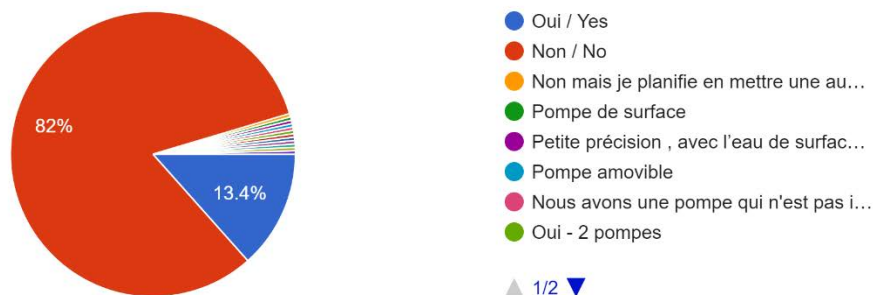 82%
13.4%
Oui / Yes
Non / No
Non mais je planifie en mettre une au…
Pompe de surface
Petite précision , avec l'eau de surfac…
Pompe amovible
Nous avons une pompe qui n'est pas i…
Oui - 2 pompes
1/2